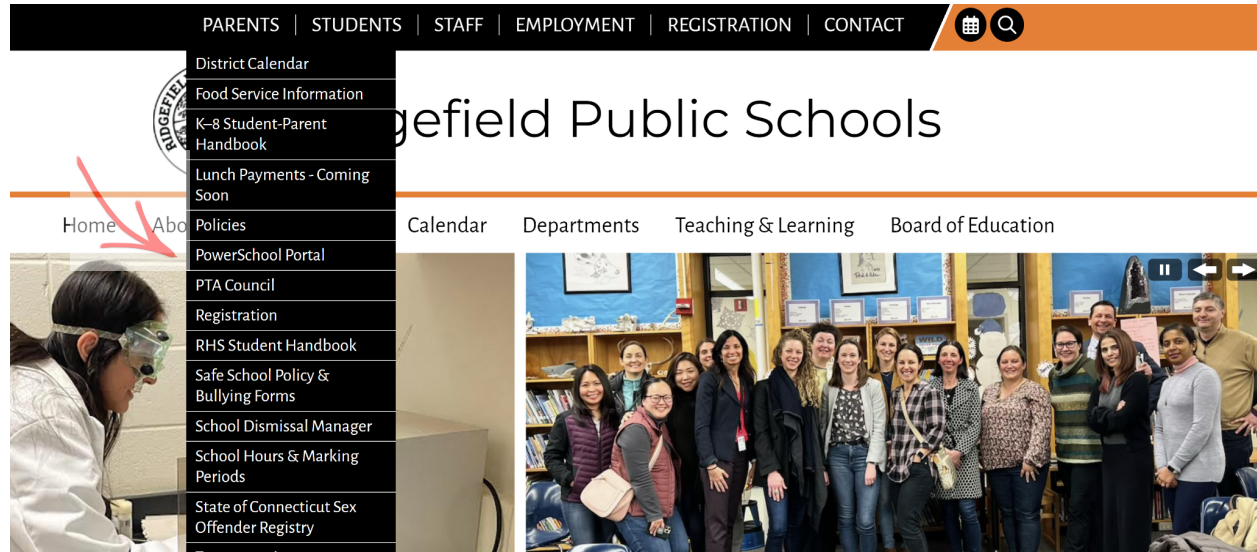 PARENTS | STUDENTS | STAFF | EMPLOYMENT | REGISTRATION | CONTACT
District Calendar
Food Service Information
K–8 Student-Parent
Handbook
Lunch Payments - Coming
Soon
Policies
PowerSchool Portal
PTA Council
Registration
RHS Student Handbook
Safe School Policy &
Bullying Forms
School Dismissal Manager
School Hours & Marking
Periods
State of Connecticut Sex
Offender Registry
RIDGEFIEL
gefield Public Schools
Home Abo Calendar Departments Teaching & Learning Board of Education
WILD